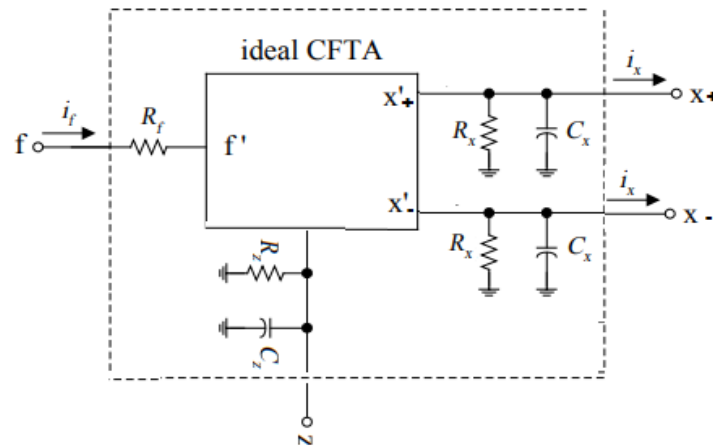 ideal CFTA
i_x
x+
x'+
i_f
R_f
f
f'
R_x
C_x
i_x
x'-
x -
R_z
R_x
C_x
C_z
z